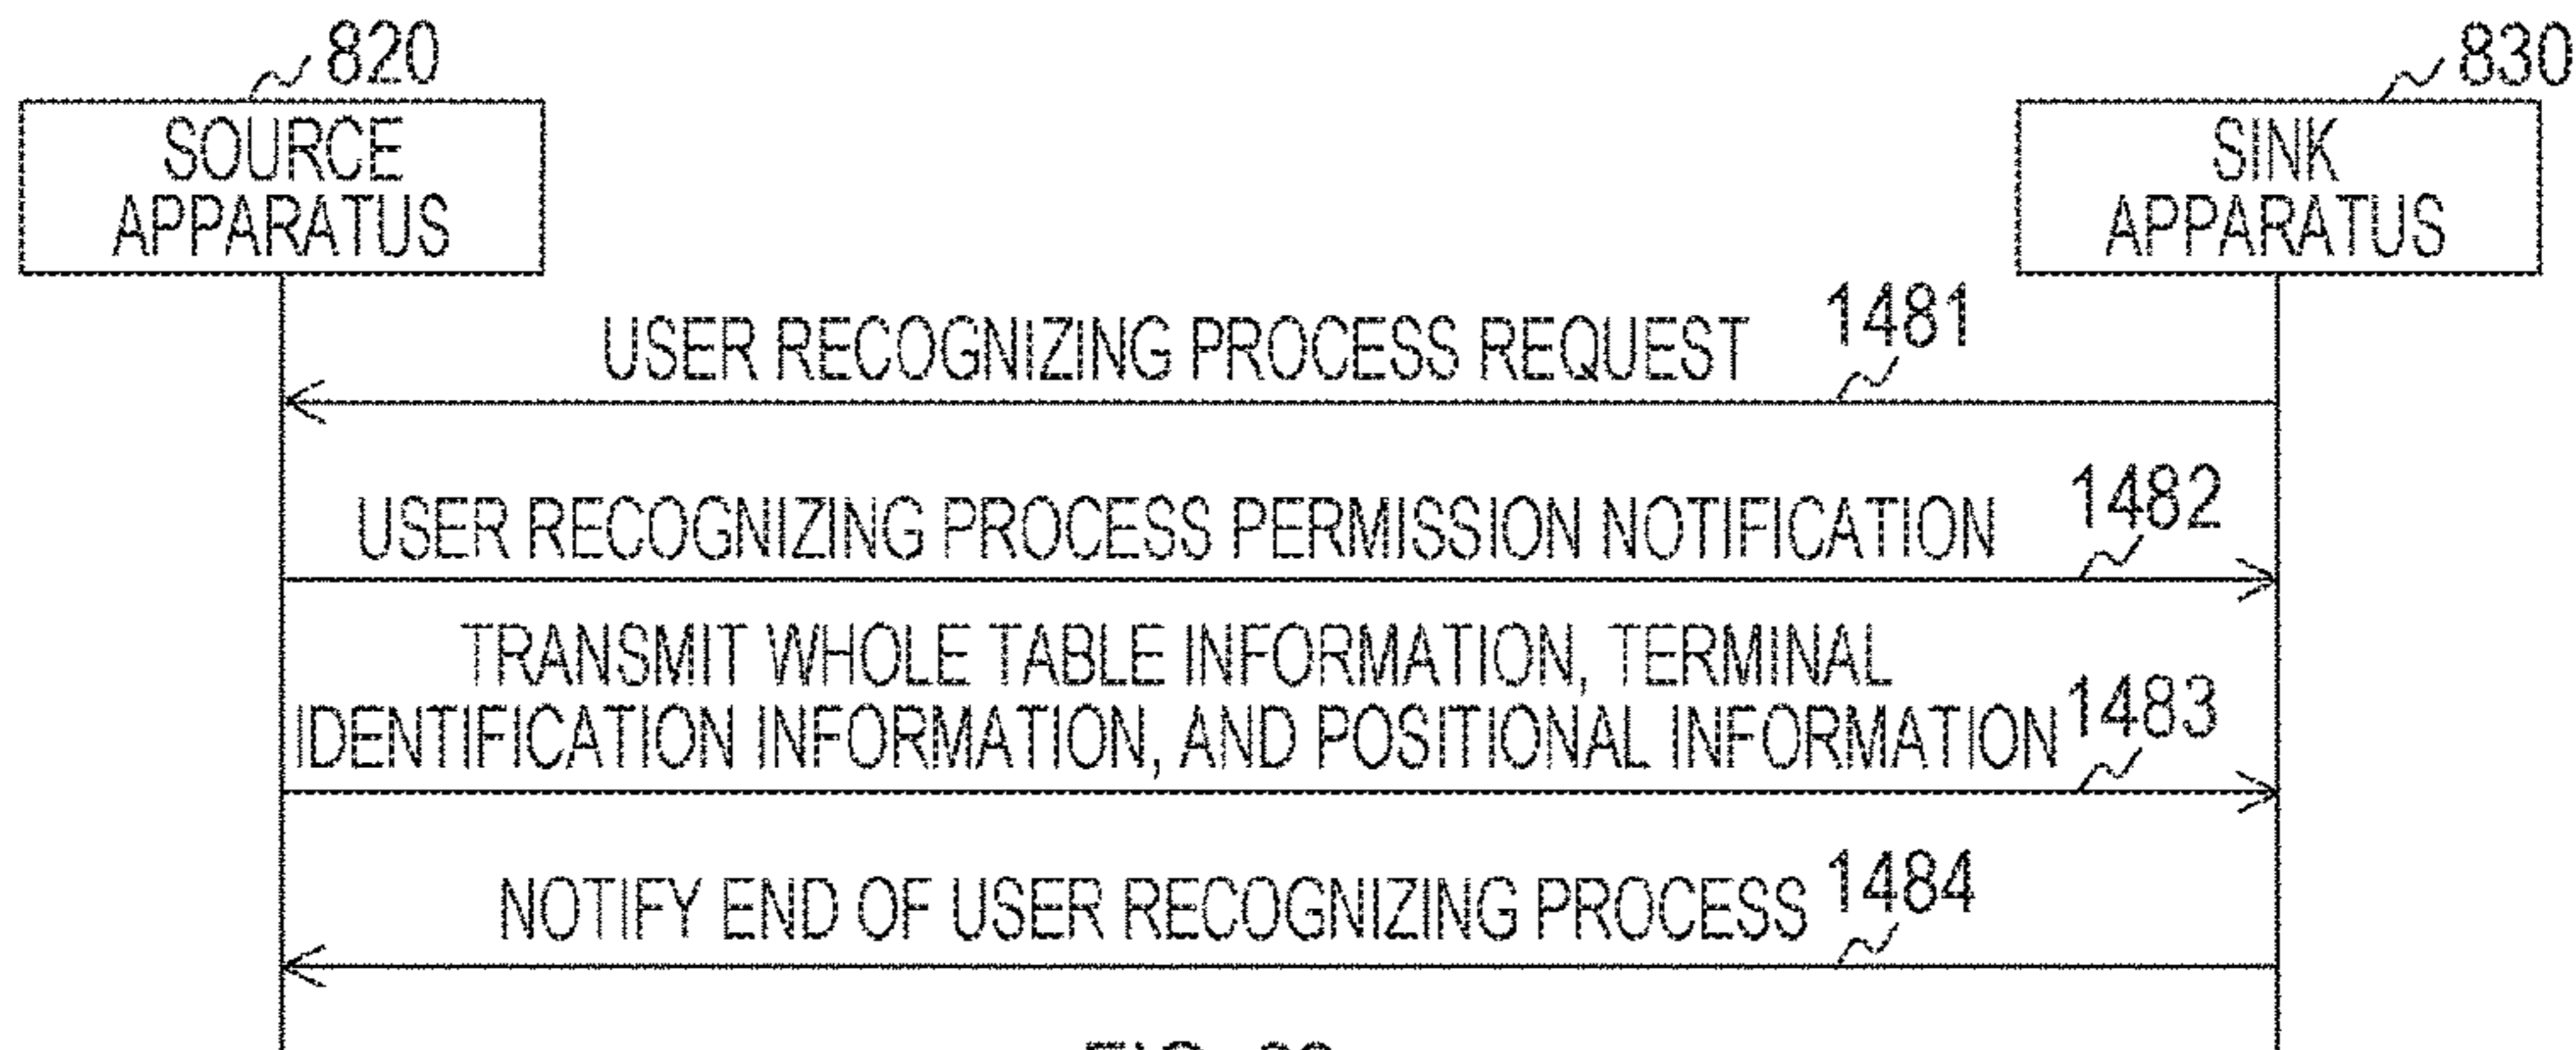 820
830
SOURCE
APPARATUS
SINK
APPARATUS
USER RECOGNIZING PROCESS REQUEST 1481
USER RECOGNIZING PROCESS PERMISSION NOTIFICATION 1482
TRANSMIT WHOLE TABLE INFORMATION, TERMINAL
IDENTIFICATION INFORMATION, AND POSITIONAL INFORMATION 1483
NOTIFY END OF USER RECOGNIZING PROCESS 1484